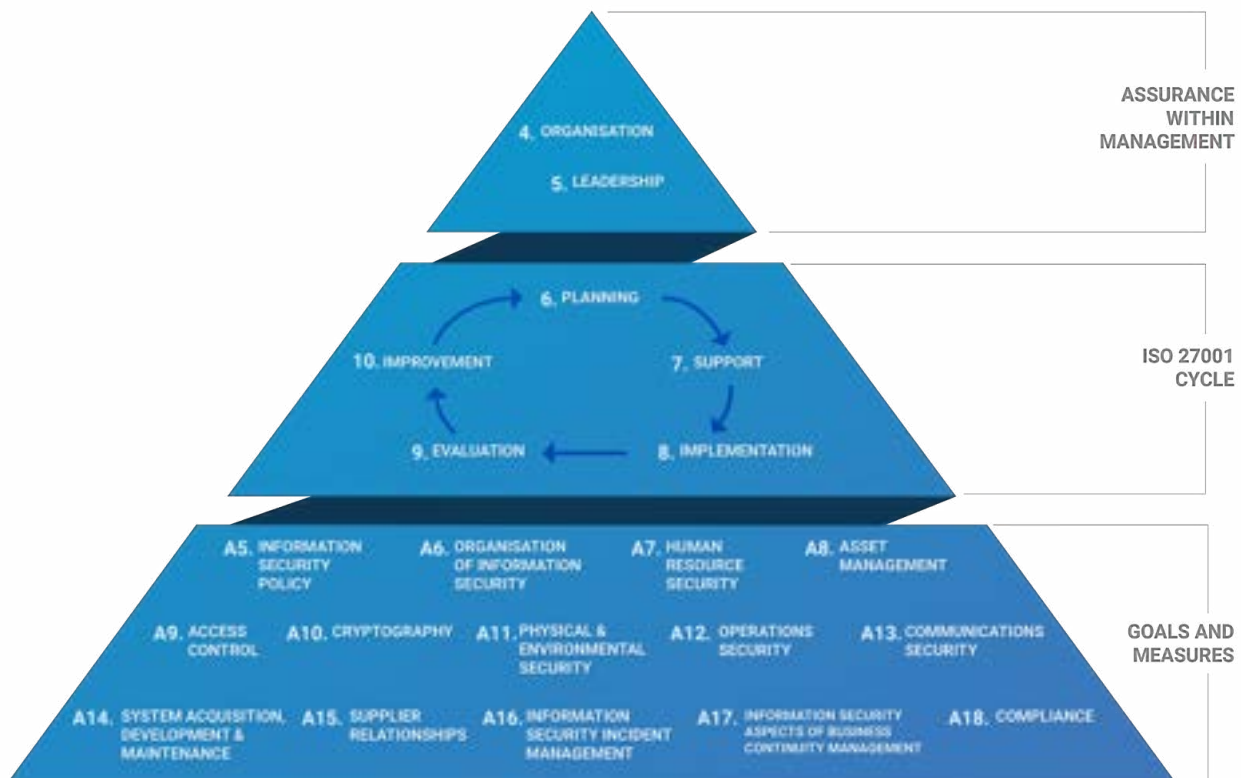 4. ORGANISATION
5. LEADERSHIP
ASSURANCE
WITHIN
MANAGEMENT
6. PLANNING
10. IMPROVEMENT
7. SUPPORT
9. EVALUATION
8. IMPLEMENTATION
ISO 27001
CYCLE
A5. INFORMATION
SECURITY
POLICY
A6. ORGANISATION
OF INFORMATION
SECURITY
A7. HUMAN
RESOURCE
SECURITY
A8. ASSET
MANAGEMENT
A9. ACCESS
CONTROL
A10. CRYPTOGRAPHY
A11. PHYSICAL &
ENVIRONMENTAL
SECURITY
A12. OPERATIONS
SECURITY
A13. COMMUNICATIONS
SECURITY
GOALS AND
MEASURES
A14. SYSTEM ACQUISITION,
DEVELOPMENT &
MAINTENANCE
A15. SUPPLIER
RELATIONSHIPS
A16. INFORMATION
SECURITY INCIDENT
MANAGEMENT
A17. INFORMATION SECURITY
ASPECTS OF BUSINESS
CONTINUITY MANAGEMENT
A18. COMPLIANCE